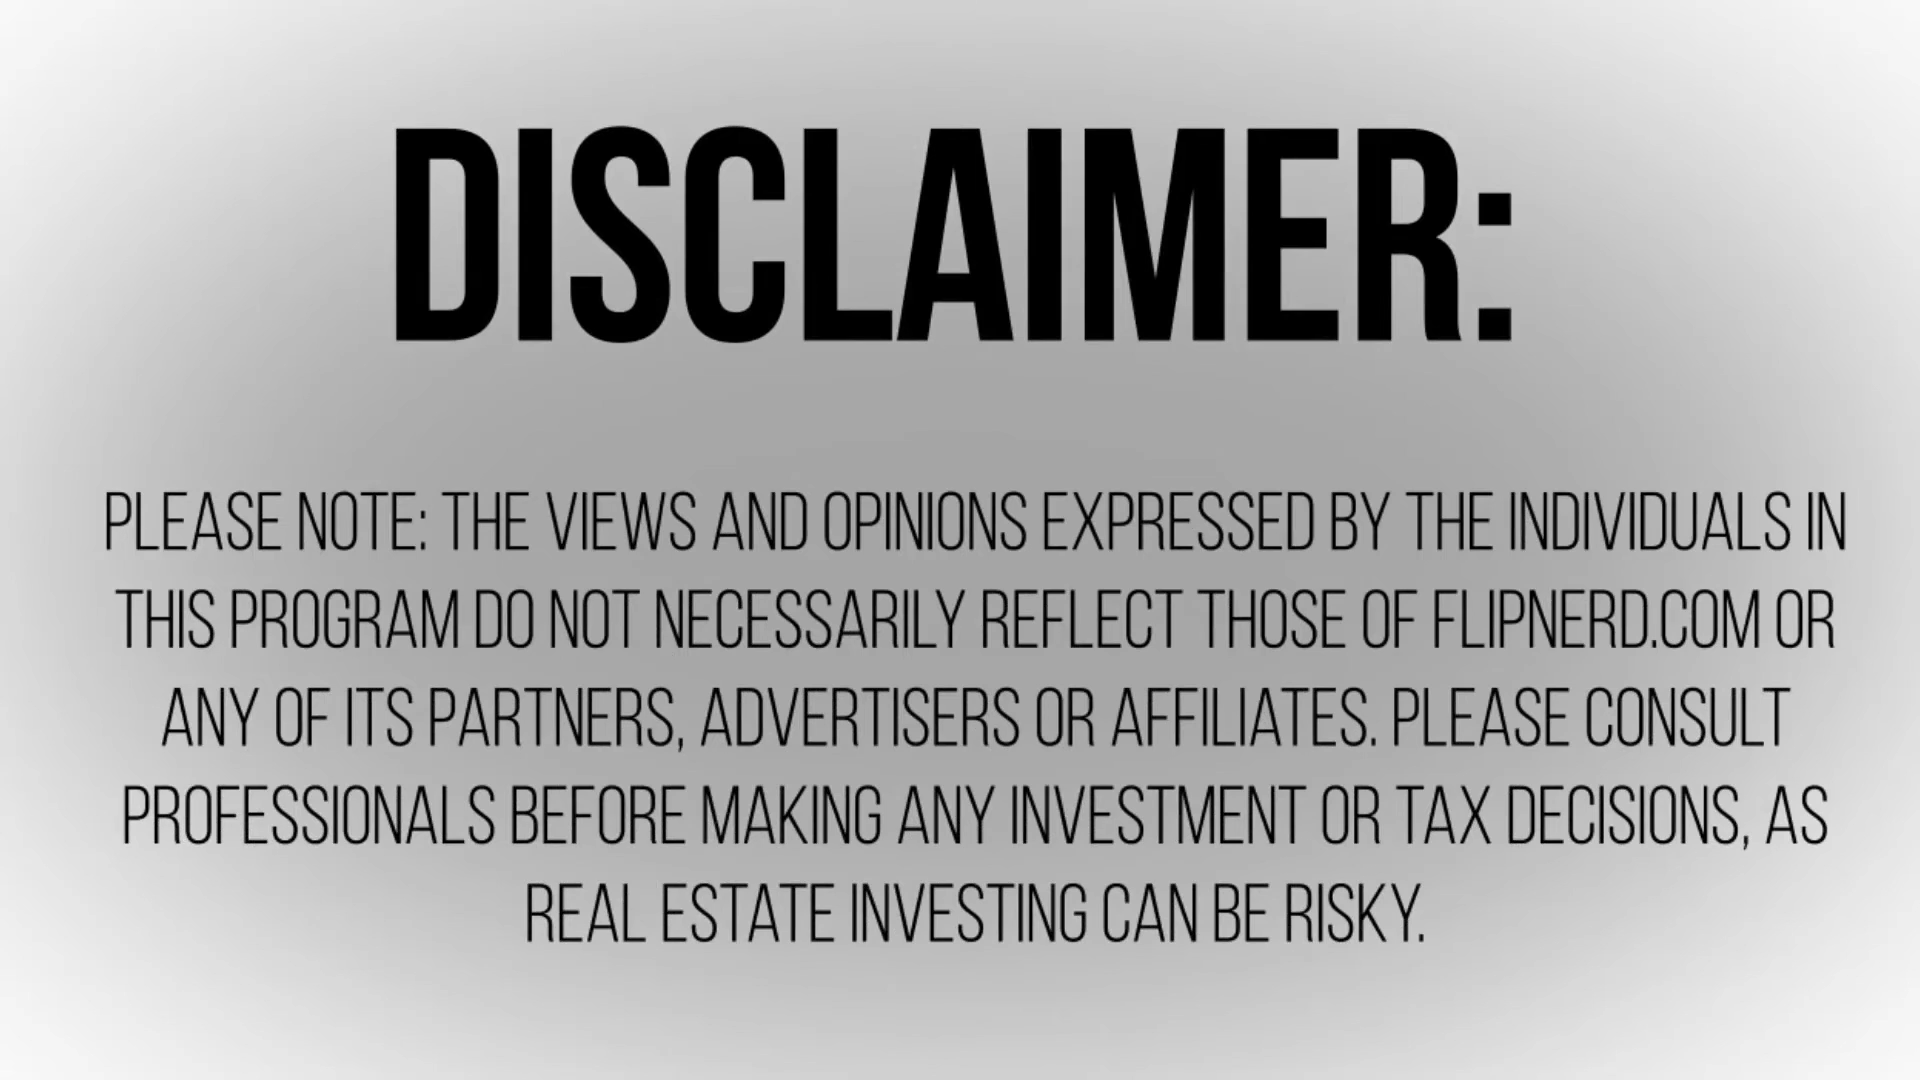 DISCLAIMER:
PLEASE NOTE: THE VIEWS AND OPINIONS EXPRESSED BY THE INDIVIDUALS IN
THIS PROGRAM DO NOT NECESSARILY REFLECT THOSE OF FLIPNERD.COM OR
ANY OF ITS PARTNERS, ADVERTISERS OR AFFILIATES. PLEASE CONSULT
PROFESSIONALS BEFORE MAKING ANY INVESTMENT OR TAX DECISIONS, AS
REAL ESTATE INVESTING CAN BE RISKY.